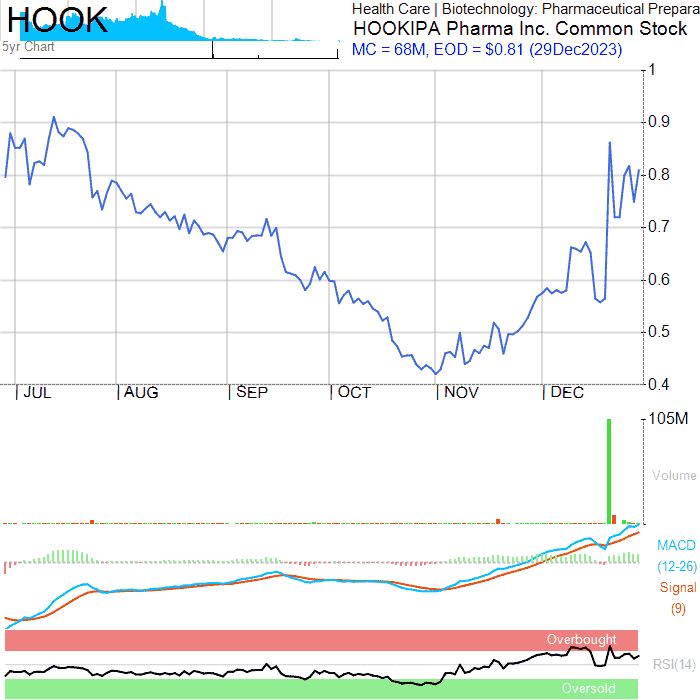 HOOK
Health Care | Biotechnology: Pharmaceutical Prepara
HOOKIPA Pharma Inc. Common Stock
5yr Chart
MC = 68M, EOD = $0.81 (29Dec2023)
1
0.9
0.8
0.7
0.6
0.5
0.4
JUL AUG SEP OCT NOV DEC
105M
Volume
MACD
(12-26)
Signal
(9)
Overbought
RSI(14)
Oversold